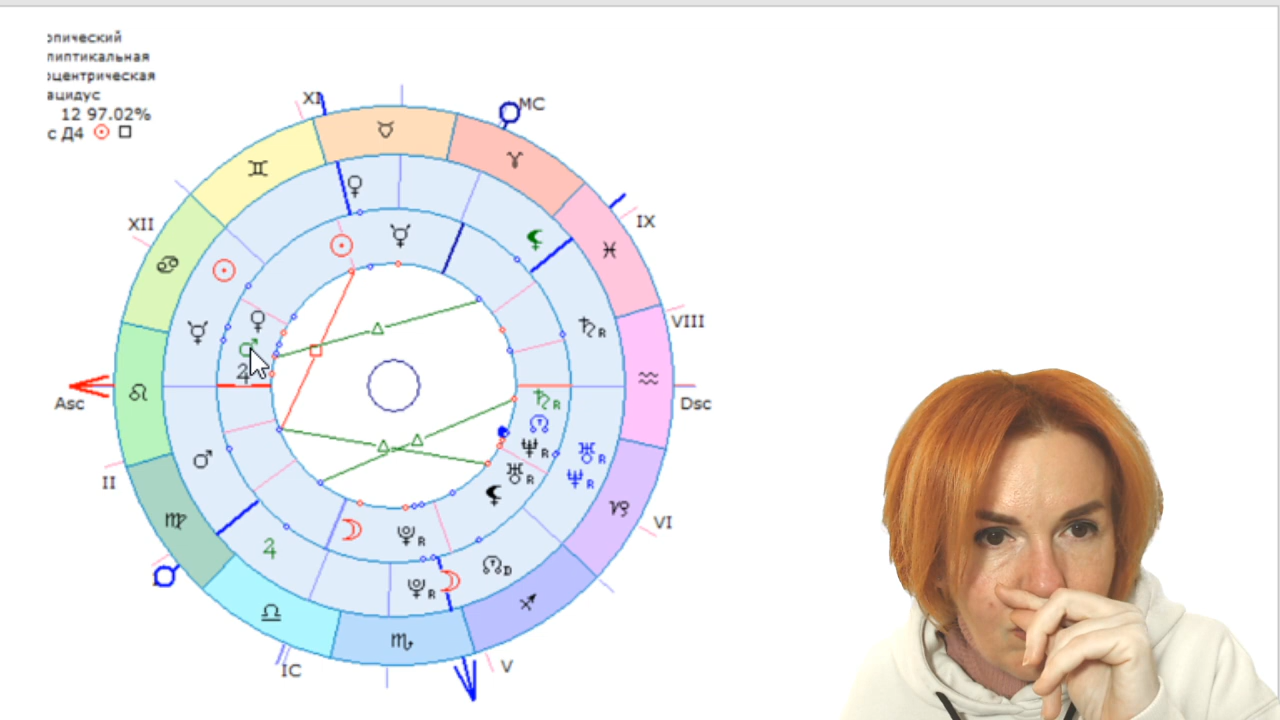 опический
липтикальная
оцентрическая
ацидус
12 97.02%
с Д4
XI
MC
IX
XII
VIII
Asc
Dsc
II
VI
IC
V
R
R
R
R
R
R
R
R
R
D